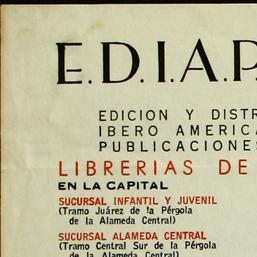 E.D.I.A.P.
EDICION Y DISTR
IBERO AMERICA
PUBLICACIONES
LIBRERIAS DE
EN LA CAPITAL
SUCURSAL INFANTIL Y JUVENIL
(Tramo Juárez de la Pérgola
de la Alameda Central)
SUCURSAL ALAMEDA CENTRAL
(Tramo Central Sur de la Pérgola
de la Alameda Central)